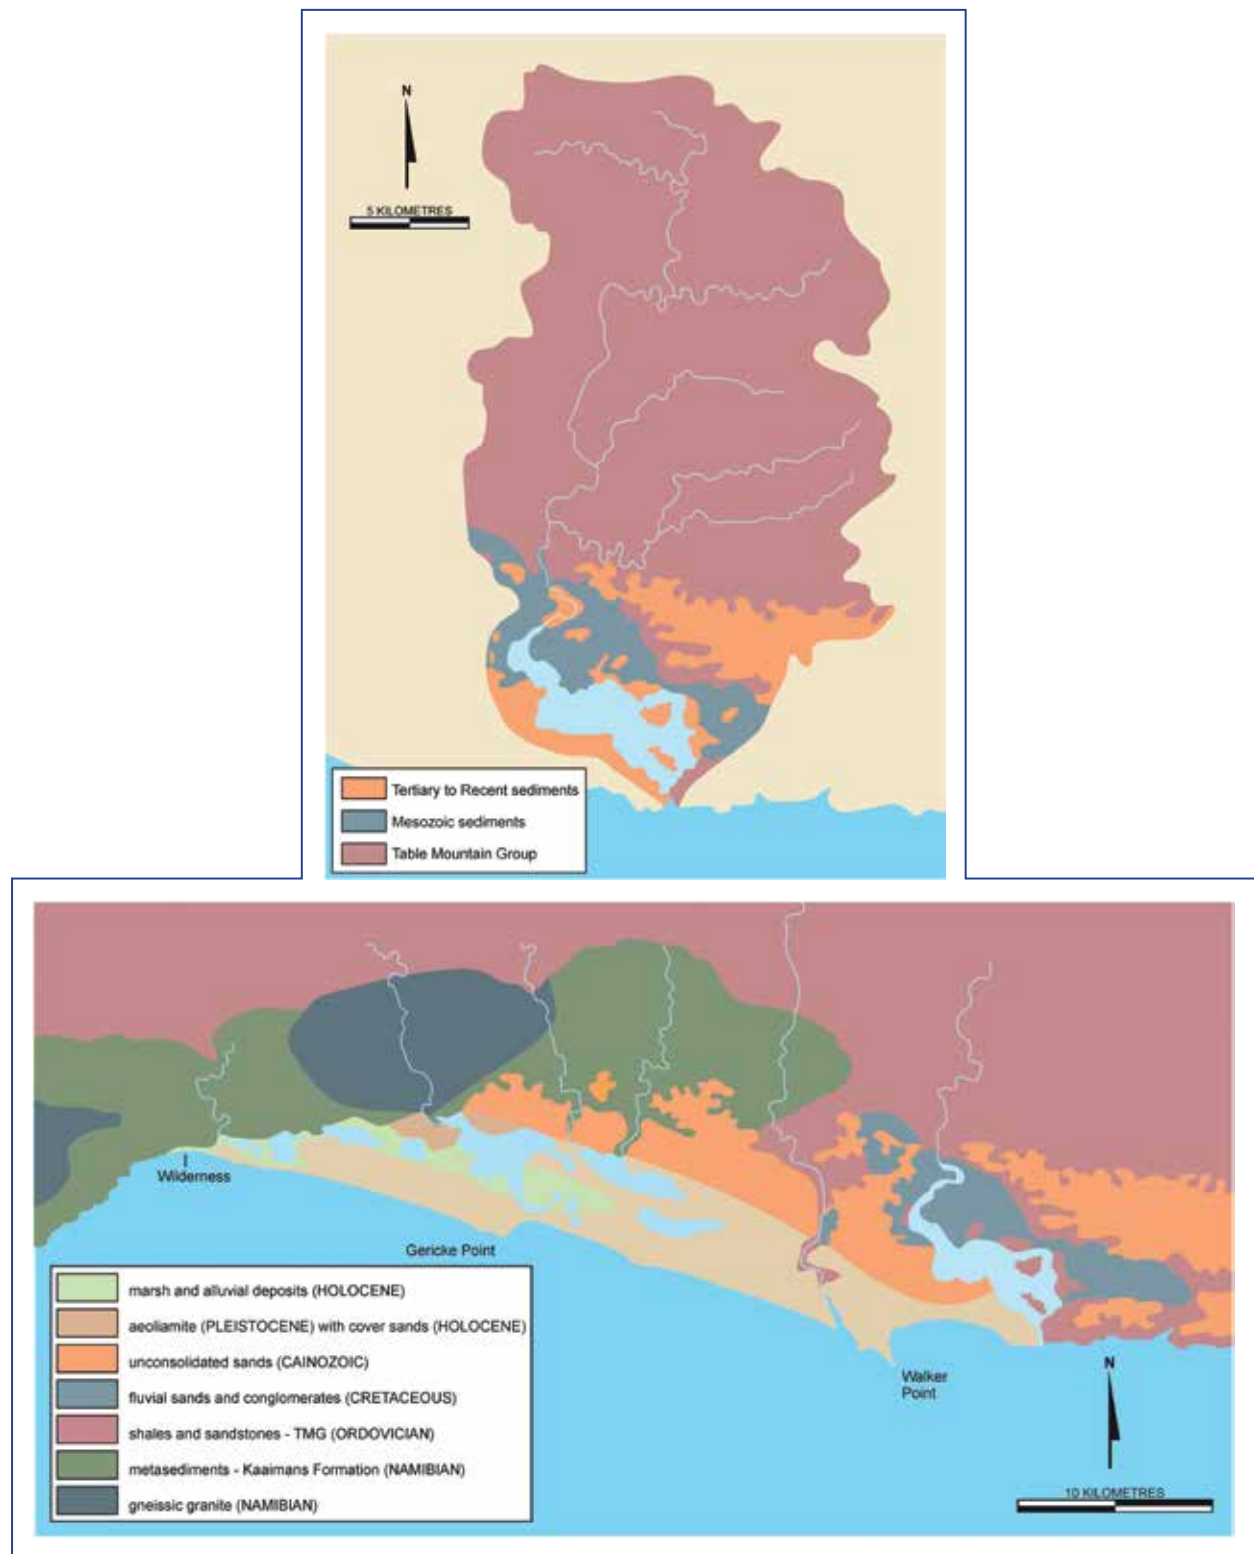 N
5 KILOMETRES
Tertiary to Recent sediments
Mesozoic sediments
Table Mountain Group
Wilderness
Gericke Point
Walker
Point
marsh and alluvial deposits (HOLOCENE)
aeoliamite (PLEISTOCENE) with cover sands (HOLOCENE)
unconsolidated sands (CAINOZOIC)
fluvial sands and conglomerates (CRETACEOUS)
shales and sandstones - TMG (ORDOVICIAN)
metasediments - Kaaimans Formation (NAMIBIAN)
gneissic granite (NAMIBIAN)
N
10 KILOMETRES